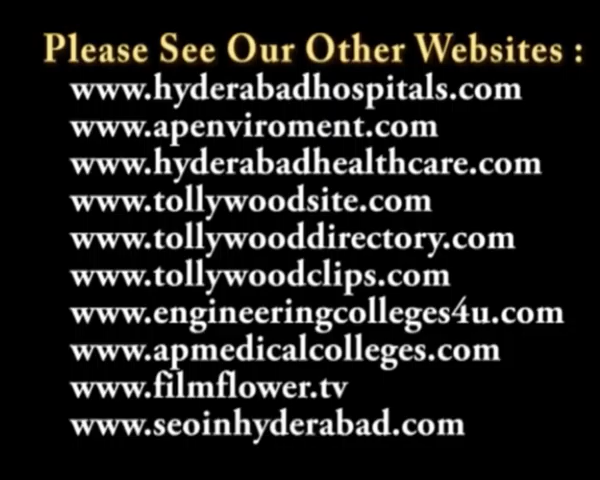 Please See Our Other Websites :
www.hyderabadhospitals.com
www.apenviroment.com
www.hyderabadhealthcare.com
www.tollywoodsite.com
www.tollywooddirectory.com
www.tollywoodclips.com
www.engineeringcolleges4u.com
www.apmedicalcolleges.com
www.filmflower.tv
www.seoinhyderabad.com